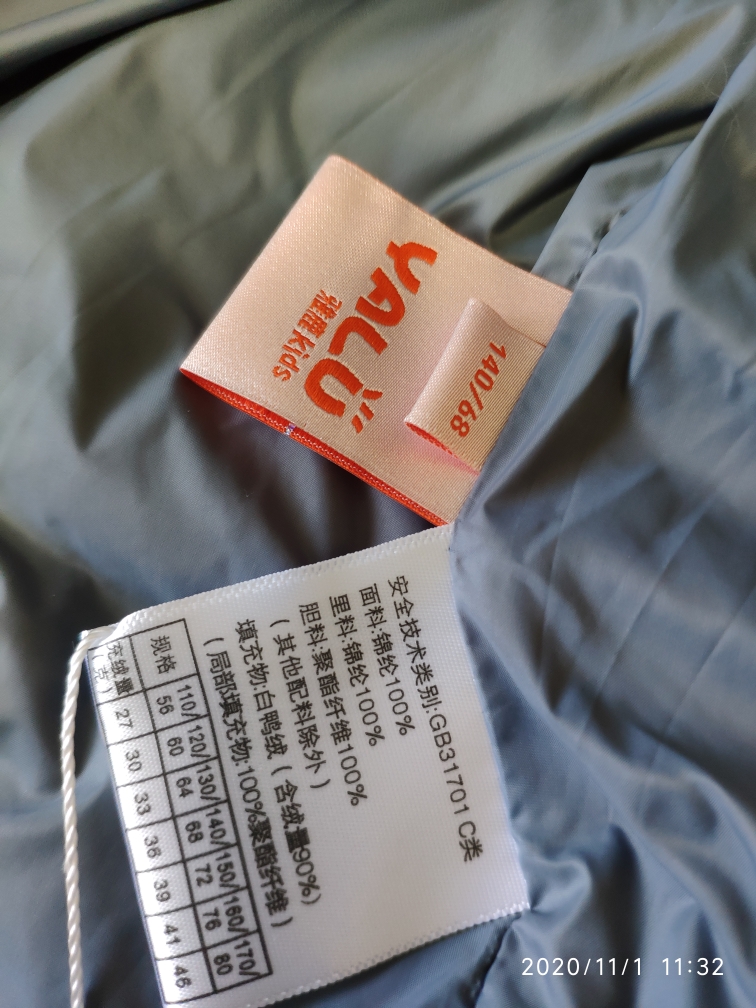 YALU
雅鹿Kids
140/68
安全技术类别:GB31701 C类
面料:锦纶100%
里料:锦纶100%
胆料:聚酯纤维100%
(其他配料除外)
填充物:白鸭绒(含绒量90%)
(局部填充物:100%聚酯纤维)
规格 110/56 120/60 130/64 140/68 150/72 160/76 170/80
充绒量(克) 27 30 33 36 39 41 46
2020/11/1 11:32